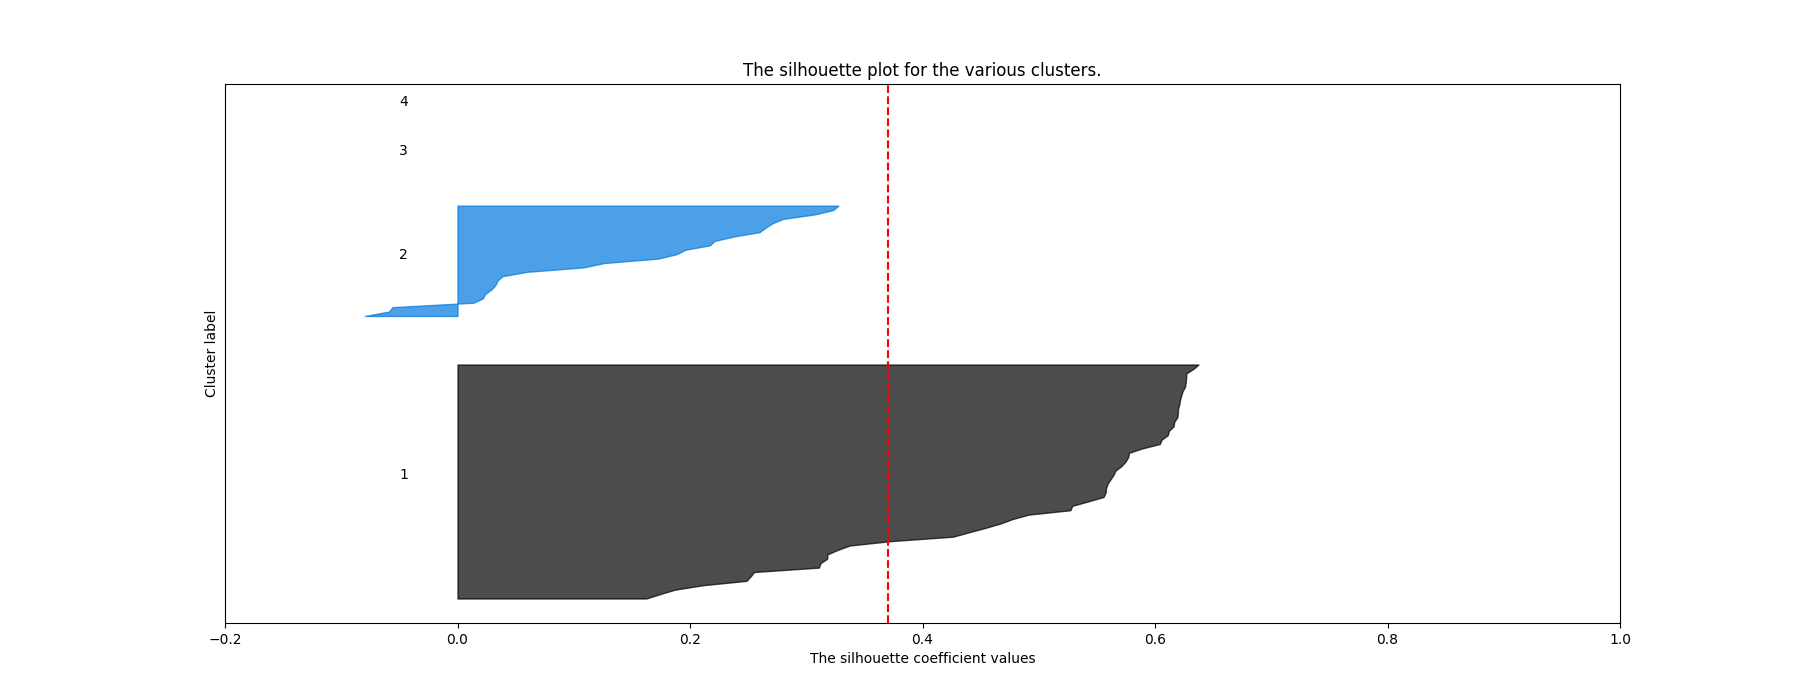 The silhouette plot for the various clusters.
4
3
2
1
Cluster label
−0.2 0.0 0.2 0.4 0.6 0.8 1.0
The silhouette coefficient values